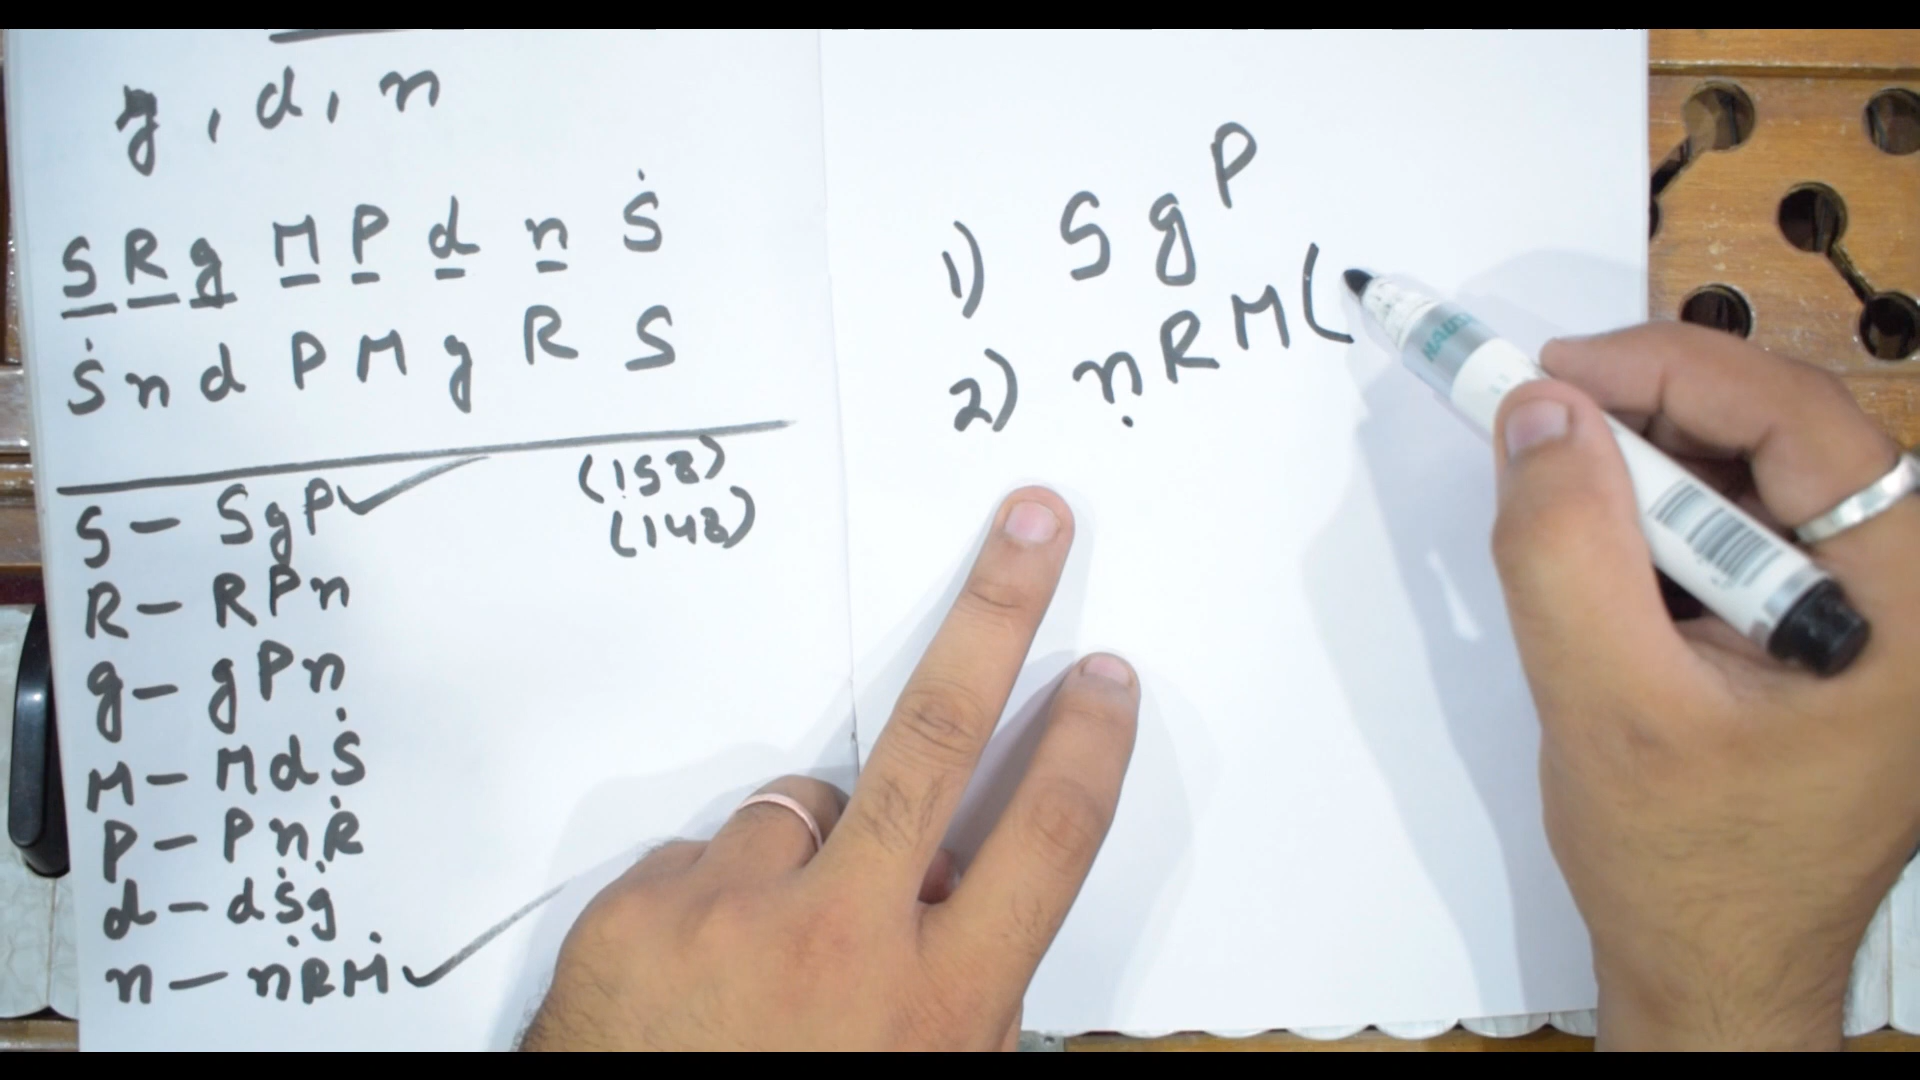 g, d, n
S R g M P d n Ṡ
Ṡ n d P M g R S
S – S g P ✓
(158)
(148)
R – R P n
g – g P n
M – M d Ṡ
P – P n Ṙ
d – d Ṡ ġ
n – n Ṙ Ṁ ✓
1) S g P
2) ṇ R M (